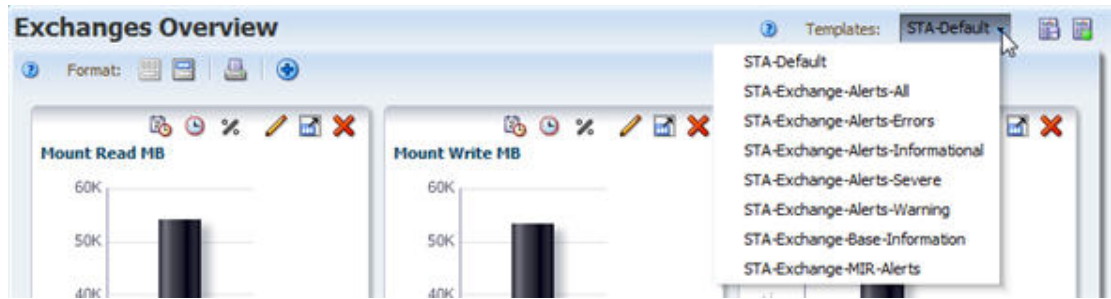 Exchanges Overview
Templates: STA-Default
Format:
STA-Default
STA-Exchange-Alerts-All
STA-Exchange-Alerts-Errors
STA-Exchange-Alerts-Informational
STA-Exchange-Alerts-Severe
STA-Exchange-Alerts-Warning
STA-Exchange-Base-Information
STA-Exchange-MIR-Alerts
Mount Read MB
60K
50K
40K
Mount Write MB
60K
50K
40K